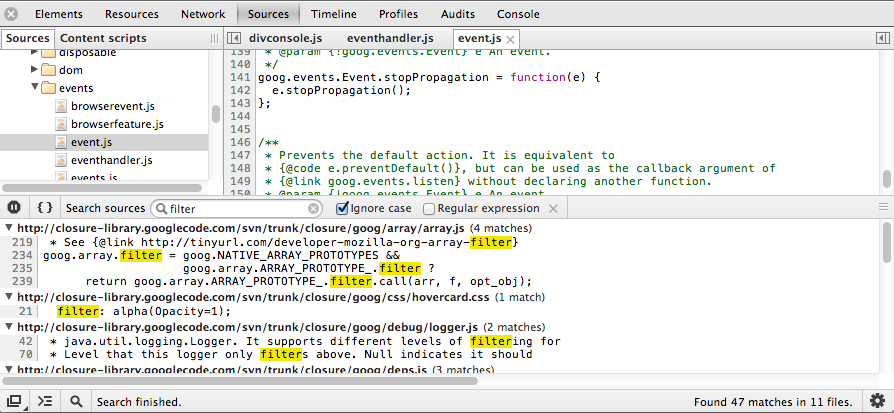 Elements Resources Network Sources Timeline Profiles Audits Console
Sources Content scripts
divconsole.js eventhandler.js event.js
disposable
dom
events
browserevent.js
browserfeature.js
event.js
eventhandler.js
events.js
139 * @param {!goog.events.Event} e An event.
140 */
141 goog.events.Event.stopPropagation = function(e) {
142 e.stopPropagation();
143 };
144
145
146 /**
147 * Prevents the default action. It is equivalent to
148 * {@code e.preventDefault()}, but can be used as the callback argument of
149 * {@link goog.events.listen} without declaring another function.
150 * @param {!goog.events.Event} e An event.
{ } Search sources filter Ignore case Regular expression
http://closure-library.googlecode.com/svn/trunk/closure/goog/array/array.js (4 matches)
219 * See {@link http://tinyurl.com/developer-mozilla-org-array-filter}
234 goog.array.filter = goog.NATIVE_ARRAY_PROTOTYPES &&
235 goog.array.ARRAY_PROTOTYPE_.filter ?
239 return goog.array.ARRAY_PROTOTYPE_.filter.call(arr, f, opt_obj);
http://closure-library.googlecode.com/svn/trunk/closure/goog/css/hovercard.css (1 match)
21 filter: alpha(Opacity=1);
http://closure-library.googlecode.com/svn/trunk/closure/goog/debug/logger.js (2 matches)
42 * java.util.logging.Logger. It supports different levels of filtering for
70 * Level that this logger only filters above. Null indicates it should
http://closure-library.googlecode.com/svn/trunk/closure/goog/deps.js (3 matches)
Search finished.
Found 47 matches in 11 files.